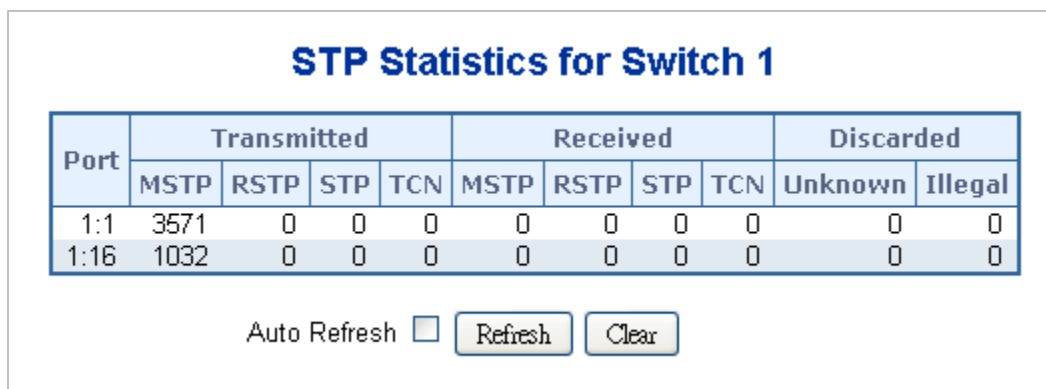 STP Statistics for Switch 1
Port Transmitted Received Discarded
MSTP RSTP STP TCN MSTP RSTP STP TCN Unknown Illegal
1:1 3571 0 0 0 0 0 0 0 0 0
1:16 1032 0 0 0 0 0 0 0 0 0
Auto Refresh Refresh Clear